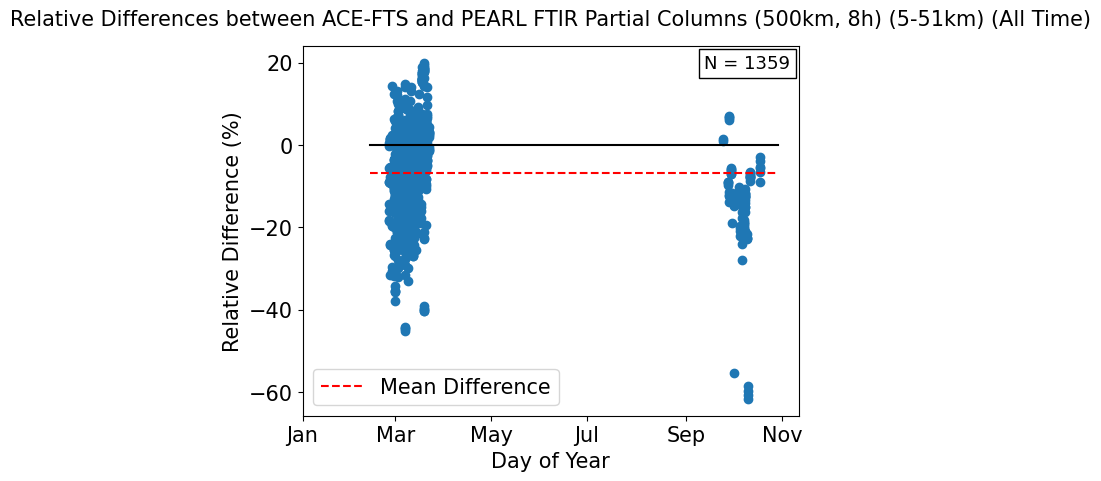 Relative Differences between ACE-FTS and PEARL FTIR Partial Columns (500km, 8h) (5-51km) (All Time)
N = 1359
20
0
−20
−40
−60
Relative Difference (%)
Mean Difference
Jan Mar May Jul Sep Nov
Day of Year